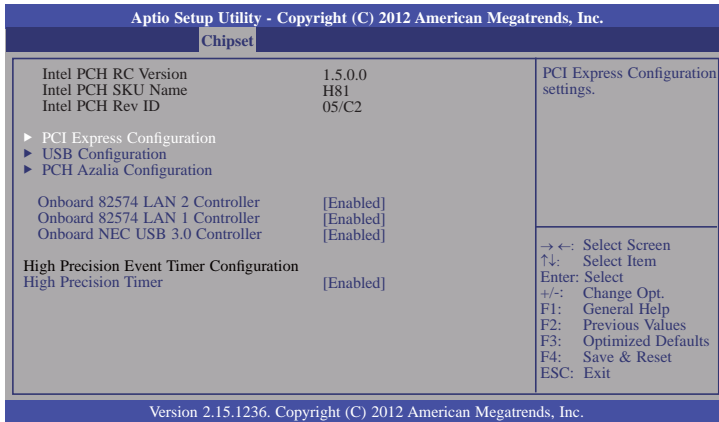 Aptio Setup Utility - Copyright (C) 2012 American Megatrends, Inc.
Chipset
Intel PCH RC Version 1.5.0.0
Intel PCH SKU Name H81
Intel PCH Rev ID 05/C2
► PCI Express Configuration
► USB Configuration
► PCH Azalia Configuration
Onboard 82574 LAN 2 Controller [Enabled]
Onboard 82574 LAN 1 Controller [Enabled]
Onboard NEC USB 3.0 Controller [Enabled]
High Precision Event Timer Configuration
High Precision Timer [Enabled]
PCI Express Configuration
settings.
→ ←: Select Screen
↑↓: Select Item
Enter: Select
+/-: Change Opt.
F1: General Help
F2: Previous Values
F3: Optimized Defaults
F4: Save & Reset
ESC: Exit
Version 2.15.1236. Copyright (C) 2012 American Megatrends, Inc.